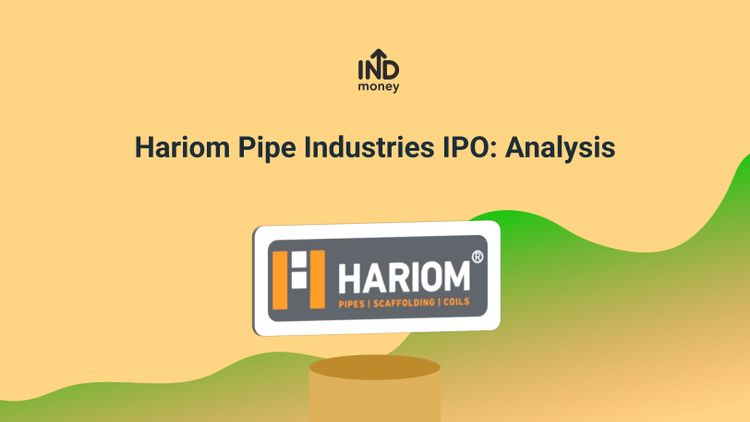 IND
money
Hariom Pipe Industries IPO: Analysis
HARIOM®
PIPES | SCAFFOLDING | COILS